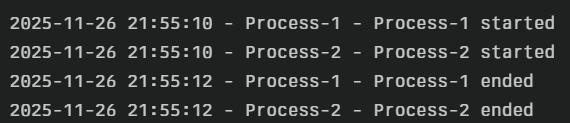 2025-11-26 21:55:10 - Process-1 - Process-1 started
2025-11-26 21:55:10 - Process-2 - Process-2 started
2025-11-26 21:55:12 - Process-1 - Process-1 ended
2025-11-26 21:55:12 - Process-2 - Process-2 ended